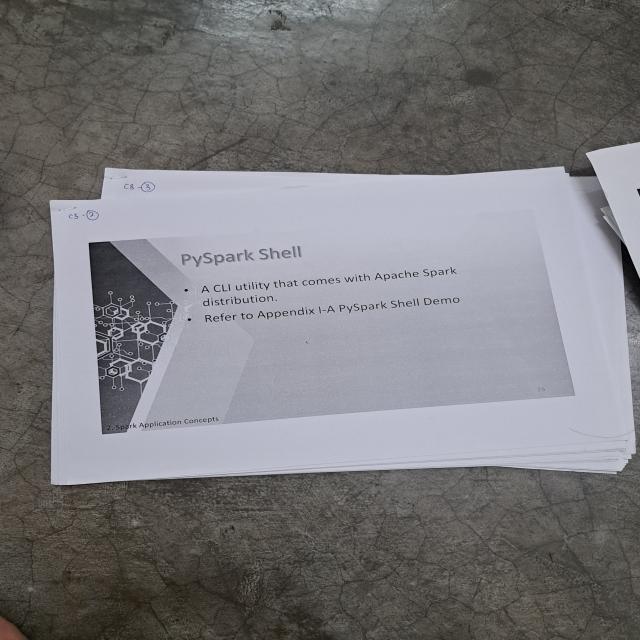 C8-③
C8-②
PySpark Shell
• A CLI utility that comes with Apache Spark
distribution.
• Refer to Appendix I-A PySpark Shell Demo
2. Spark Application Concepts